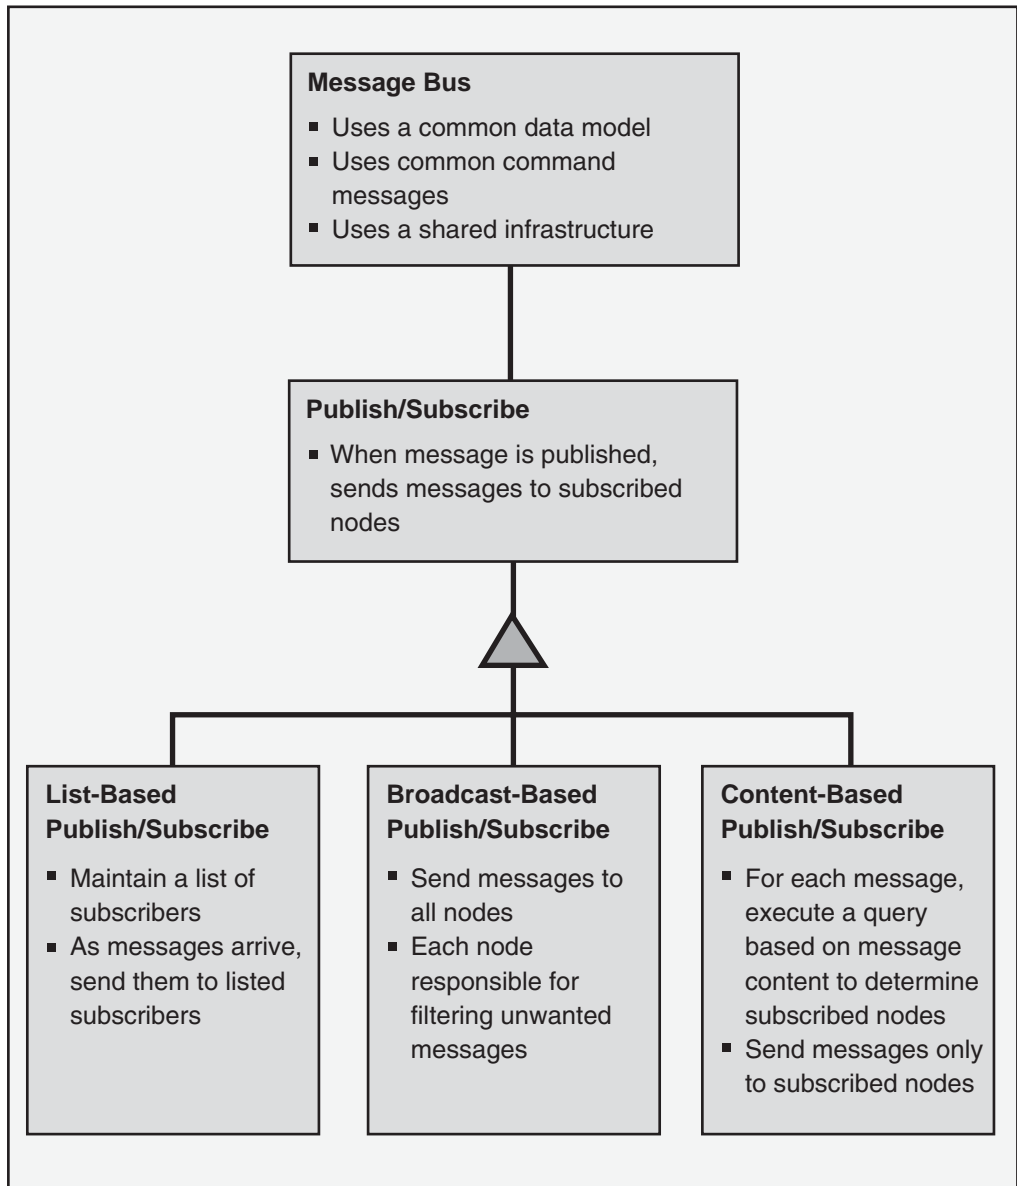 Message Bus
▪ Uses a common data model
▪ Uses common command
messages
▪ Uses a shared infrastructure
Publish/Subscribe
▪ When message is published,
sends messages to subscribed
nodes
List-Based
Publish/Subscribe
▪ Maintain a list of
subscribers
▪ As messages arrive,
send them to listed
subscribers
Broadcast-Based
Publish/Subscribe
▪ Send messages to
all nodes
▪ Each node
responsible for
filtering unwanted
messages
Content-Based
Publish/Subscribe
▪ For each message,
execute a query
based on message
content to determine
subscribed nodes
▪ Send messages only
to subscribed nodes